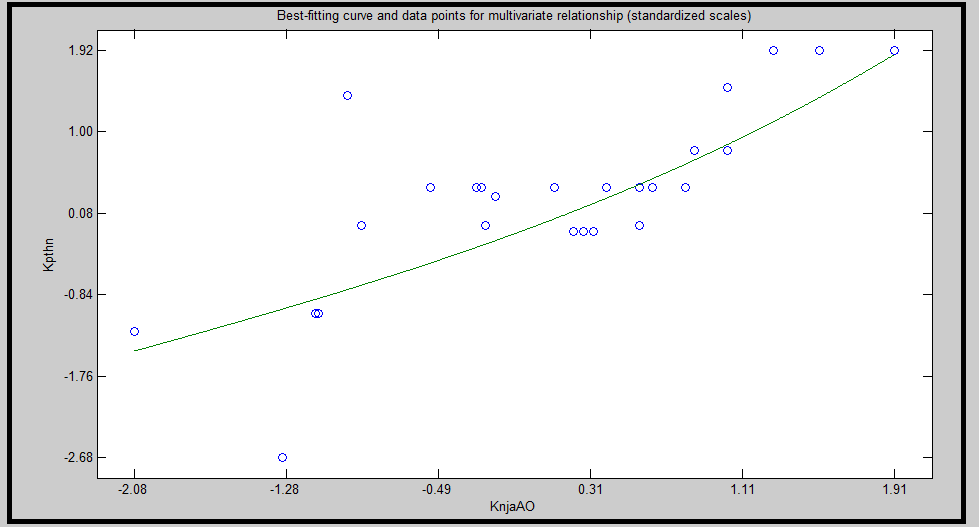 Best-fitting curve and data points for multivariate relationship (standardized scales)
1.92
1.00
0.08
-0.84
-1.76
-2.68
Kpthn
-2.08 -1.28 -0.49 0.31 1.11 1.91
KnjaAO